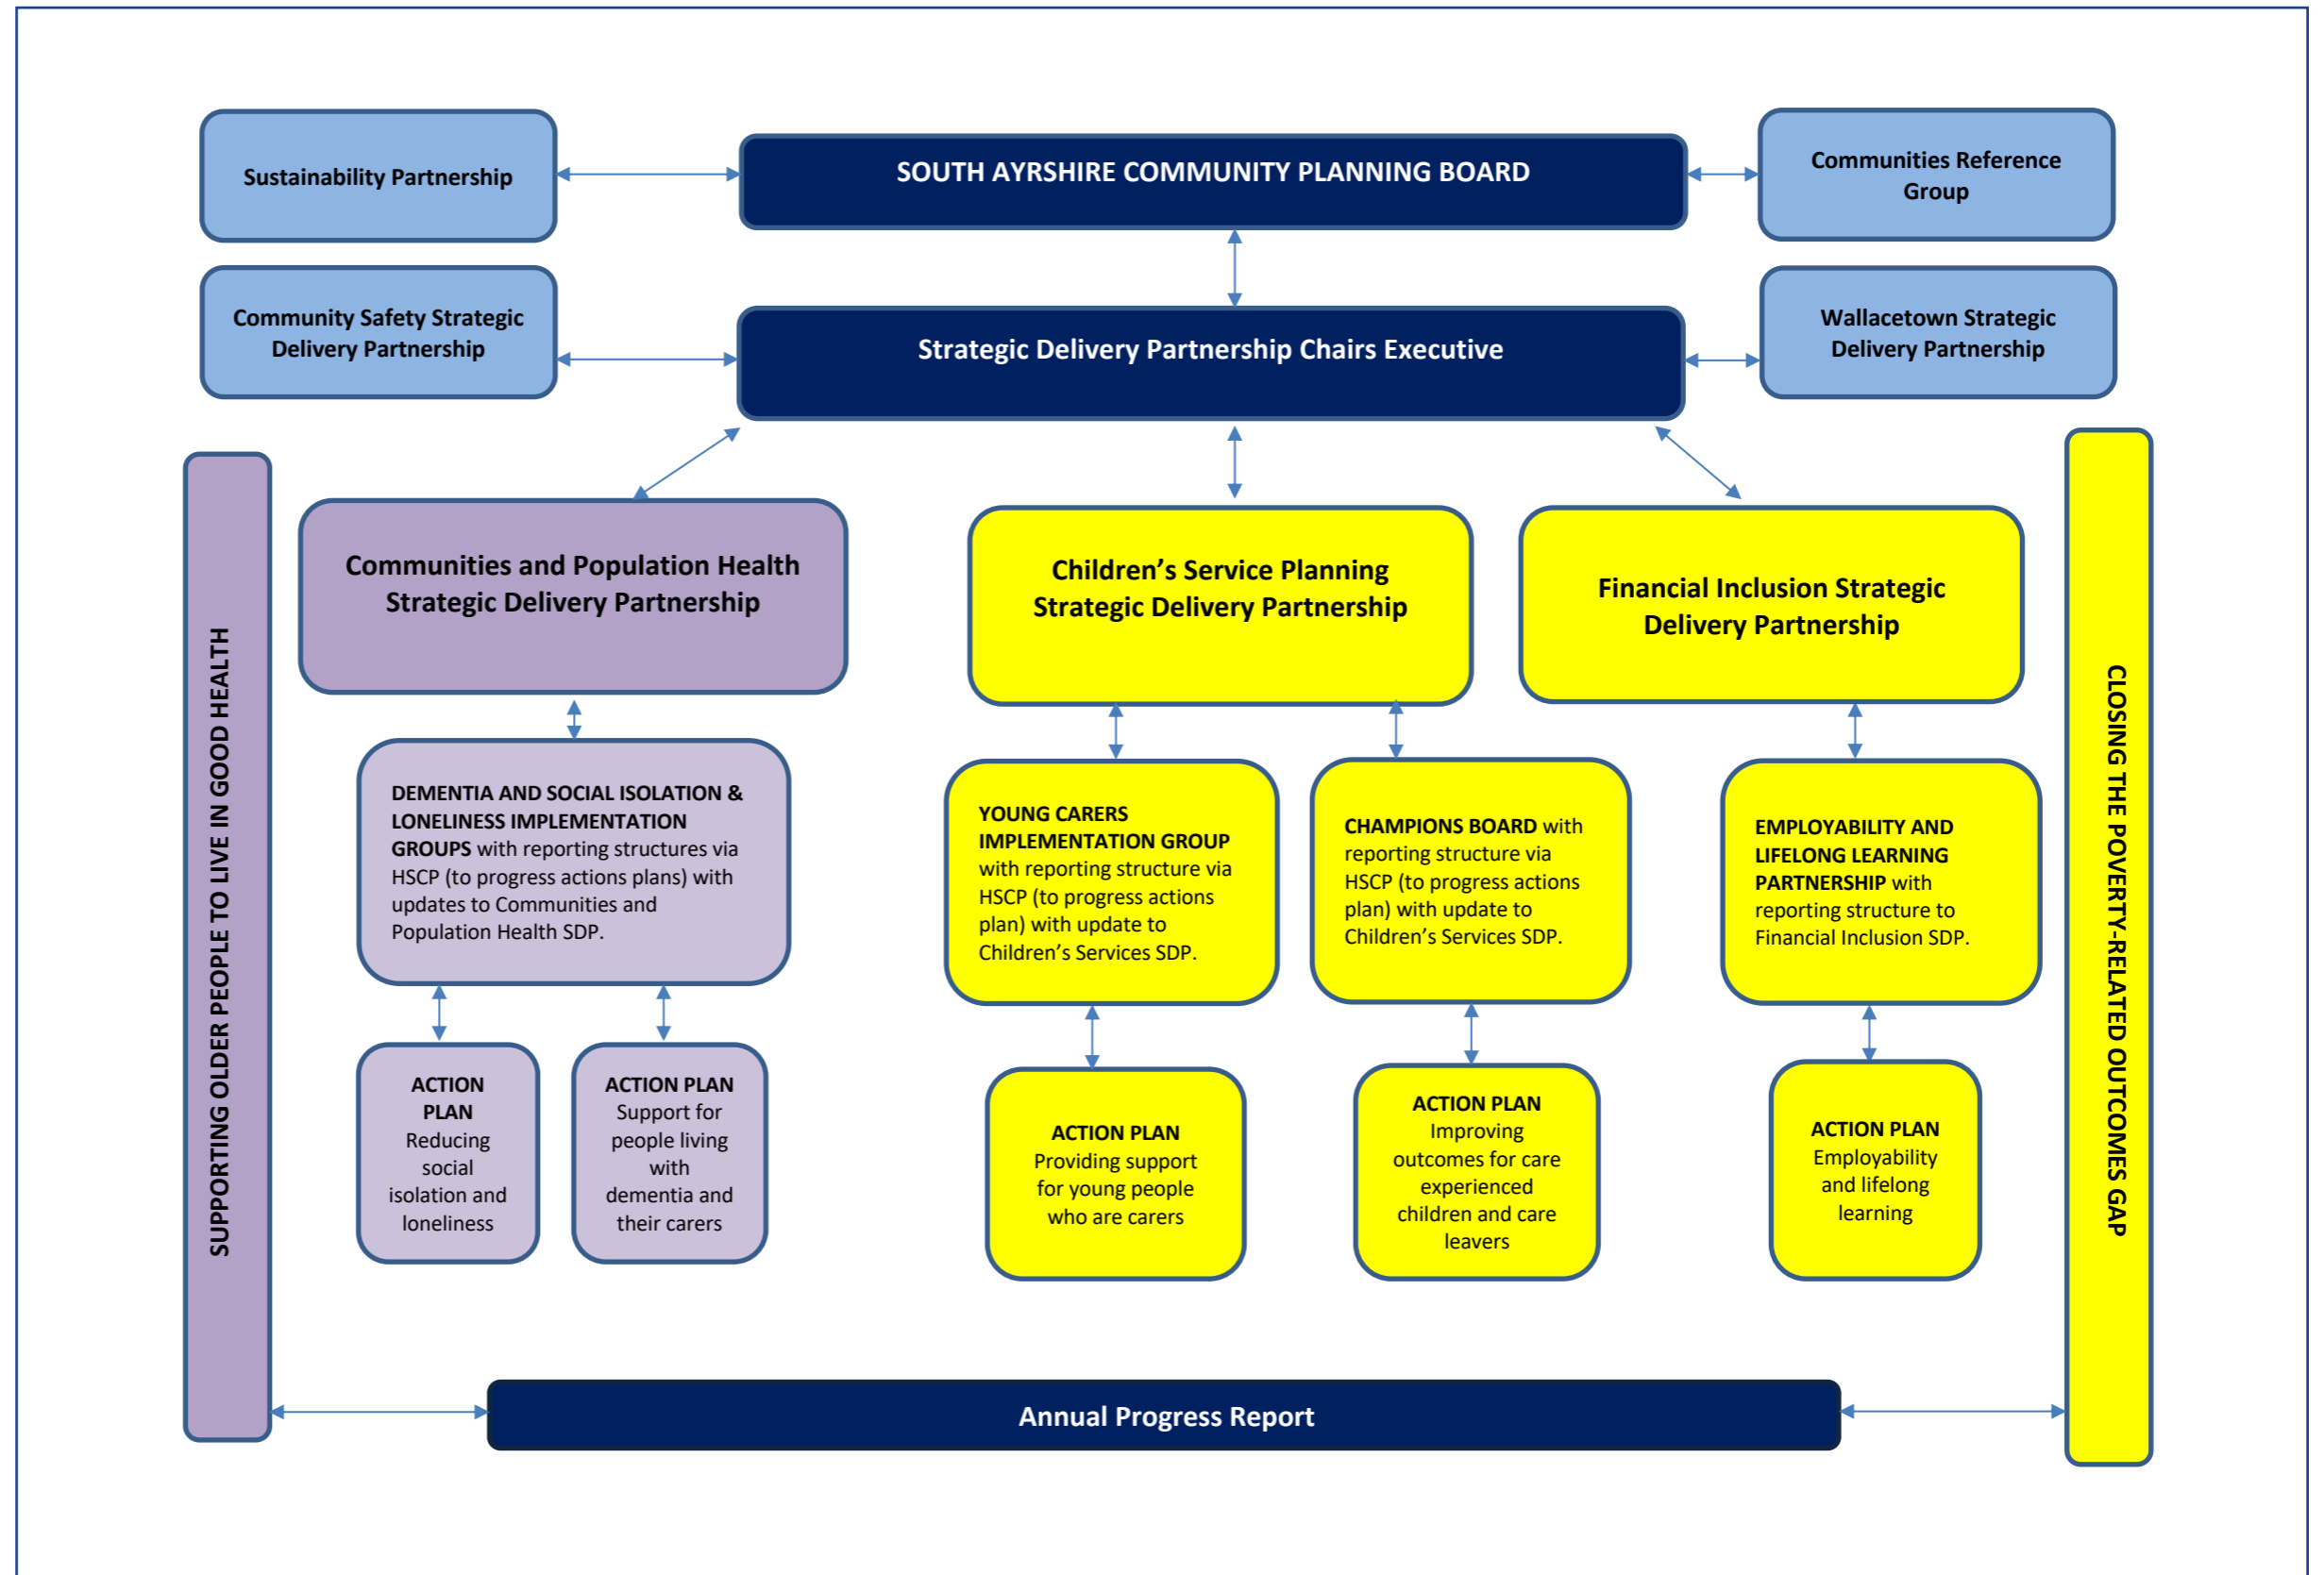 Sustainability Partnership
SOUTH AYRSHIRE COMMUNITY PLANNING BOARD
Communities Reference
Group
Community Safety Strategic
Delivery Partnership
Strategic Delivery Partnership Chairs Executive
Wallacetown Strategic
Delivery Partnership
SUPPORTING OLDER PEOPLE TO LIVE IN GOOD HEALTH
Communities and Population Health
Strategic Delivery Partnership
Children’s Service Planning
Strategic Delivery Partnership
Financial Inclusion Strategic
Delivery Partnership
CLOSING THE POVERTY-RELATED OUTCOMES GAP
DEMENTIA AND SOCIAL ISOLATION &
LONELINESS IMPLEMENTATION
GROUPS with reporting structures via
HSCP (to progress actions plans) with
updates to Communities and
Population Health SDP.
YOUNG CARERS
IMPLEMENTATION GROUP
with reporting structure via
HSCP (to progress actions
plan) with update to
Children’s Services SDP.
CHAMPIONS BOARD with
reporting structure via
HSCP (to progress actions
plan) with update to
Children’s Services SDP.
EMPLOYABILITY AND
LIFELONG LEARNING
PARTNERSHIP with
reporting structure to
Financial Inclusion SDP.
ACTION
PLAN
Reducing
social
isolation and
loneliness
ACTION PLAN
Support for
people living
with
dementia and
their carers
ACTION PLAN
Providing support
for young people
who are carers
ACTION PLAN
Improving
outcomes for care
experienced
children and care
leavers
ACTION PLAN
Employability
and lifelong
learning
Annual Progress Report